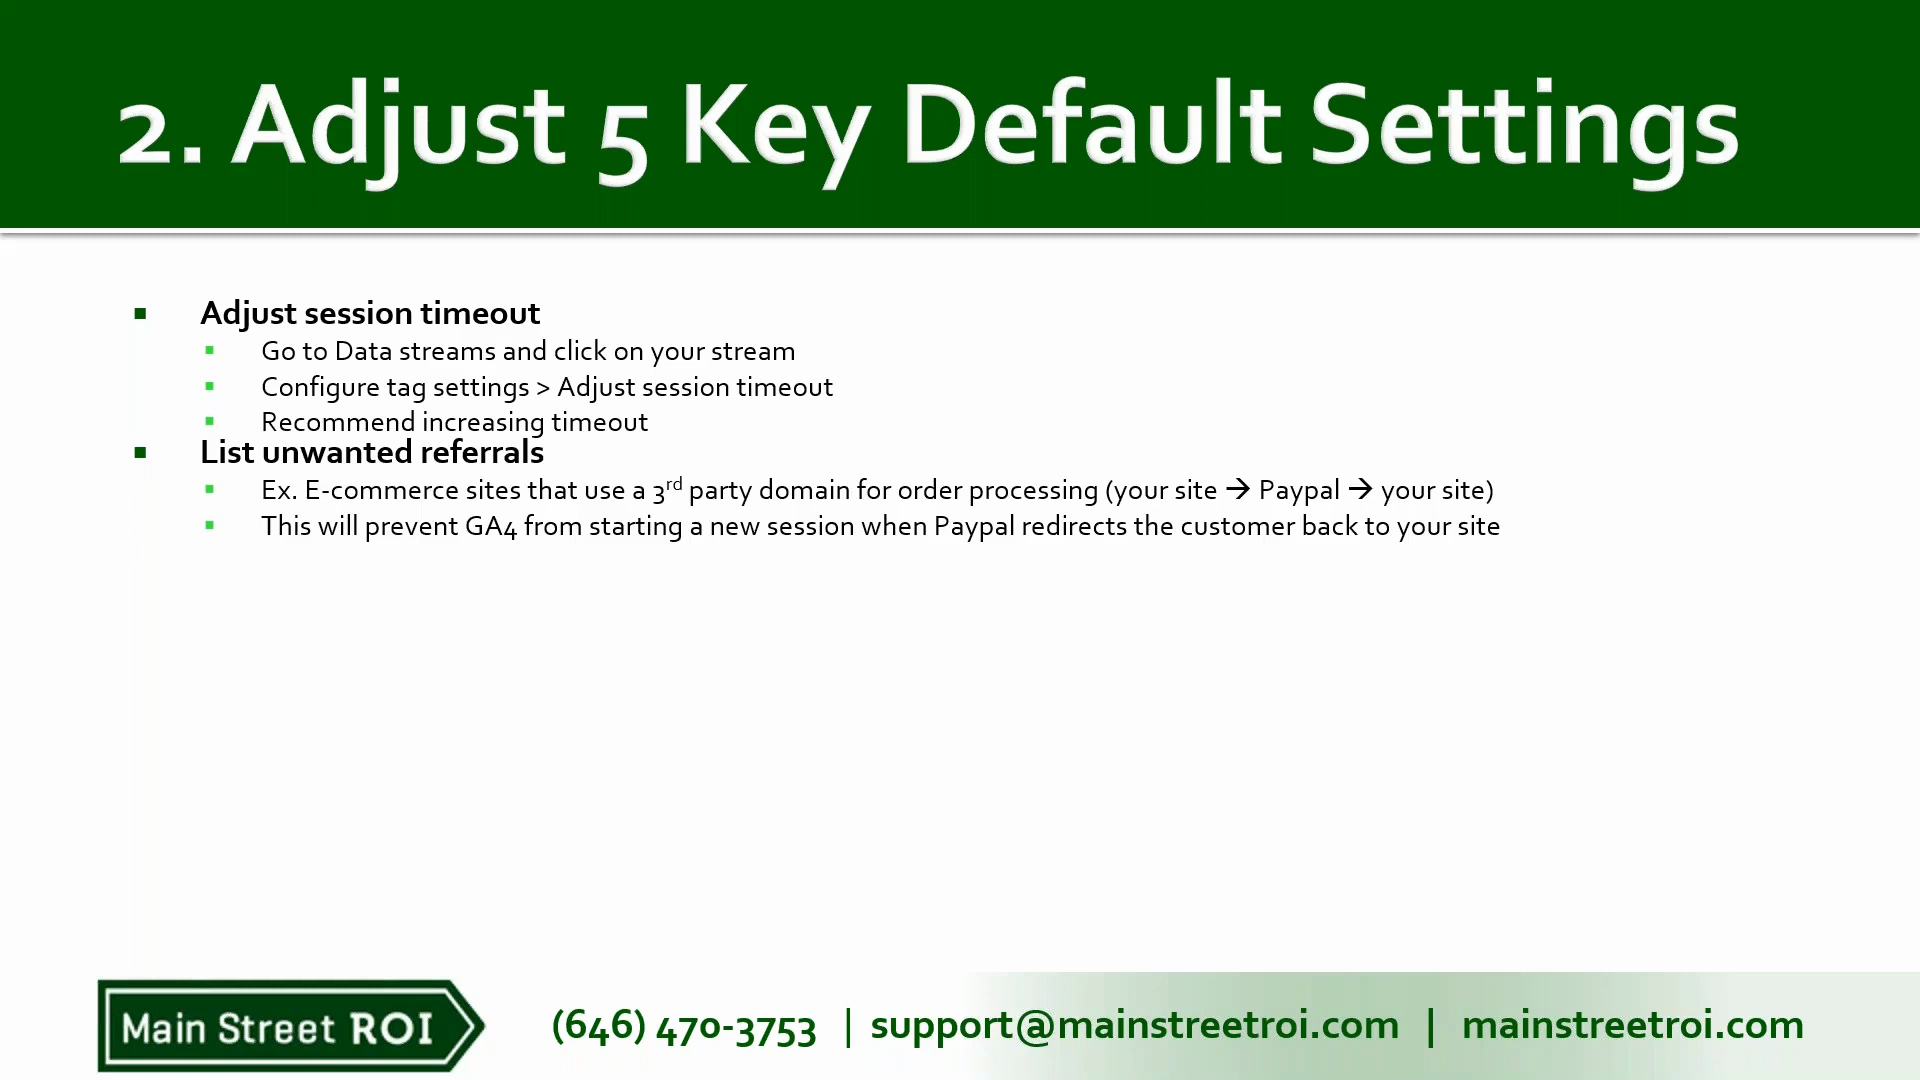 2. Adjust 5 Key Default Settings
Adjust session timeout
Go to Data streams and click on your stream
Configure tag settings > Adjust session timeout
Recommend increasing timeout
List unwanted referrals
Ex. E-commerce sites that use a 3rd party domain for order processing (your site → Paypal → your site)
This will prevent GA4 from starting a new session when Paypal redirects the customer back to your site
Main Street ROI
(646) 470-3753 | support@mainstreetroi.com | mainstreetroi.com